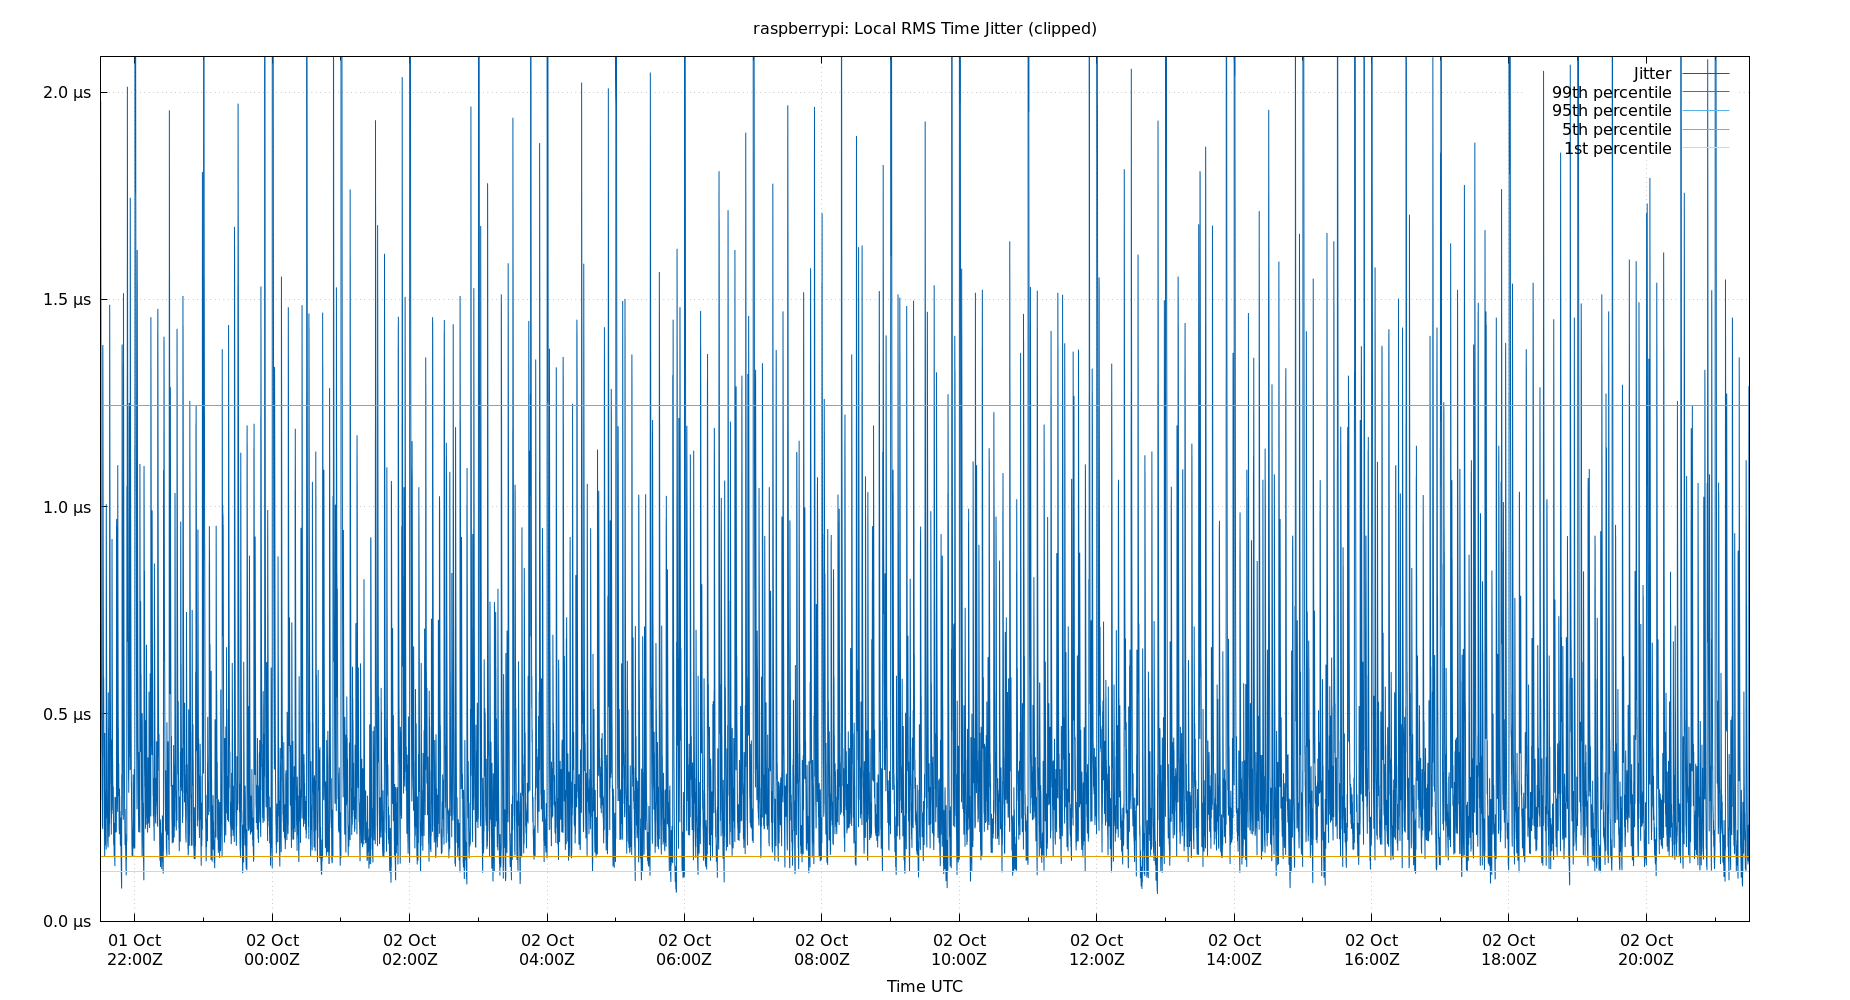 raspberrypi: Local RMS Time Jitter (clipped)
Jitter
99th percentile
95th percentile
5th percentile
1st percentile
2.0 µs
1.5 µs
1.0 µs
0.5 µs
0.0 µs
01 Oct 22:00Z
02 Oct 00:00Z
02 Oct 02:00Z
02 Oct 04:00Z
02 Oct 06:00Z
02 Oct 08:00Z
02 Oct 10:00Z
02 Oct 12:00Z
02 Oct 14:00Z
02 Oct 16:00Z
02 Oct 18:00Z
02 Oct 20:00Z
Time UTC